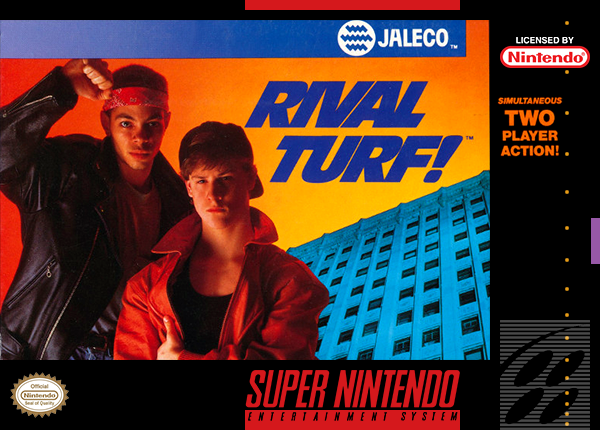 JALECO™
LICENSED BY
Nintendo®
RIVAL
TURF!™
SIMULTANEOUS
TWO
PLAYER
ACTION!
Official
Nintendo
Seal of Quality
SUPER NINTENDO
ENTERTAINMENT SYSTEM